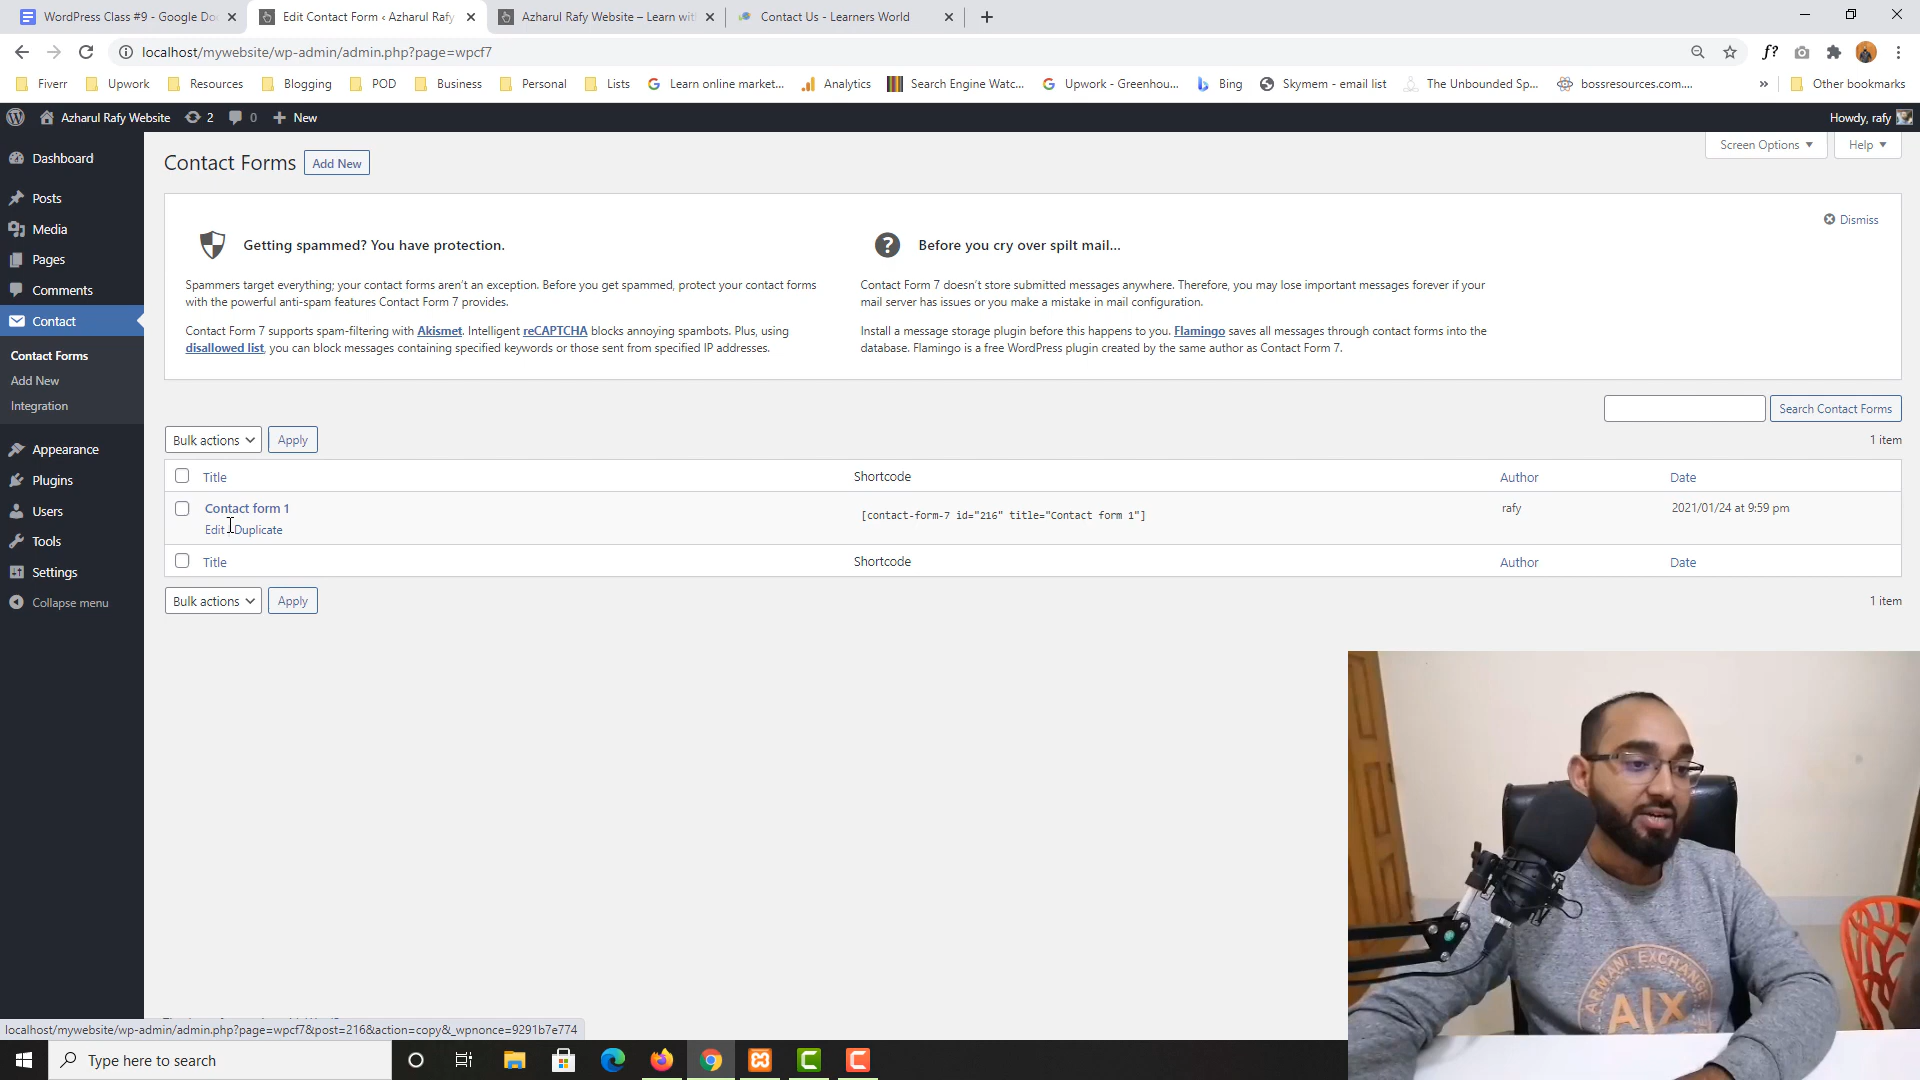 WordPress Class #9 - Google Do
Edit Contact Form ‹ Azharul Rafy
Azharul Rafy Website – Learn wit
Contact Us - Learners World
localhost/mywebsite/wp-admin/admin.php?page=wpcf7
f?
Fiverr
Upwork
Resources
Blogging
POD
Business
Personal
Lists
Learn online market...
Analytics
Search Engine Watc...
Upwork - Greenhou...
Bing
Skymem - email list
The Unbounded Sp...
bossresources.com....
»
Other bookmarks
Azharul Rafy Website
2
0
New
Howdy, rafy
Dashboard
Posts
Media
Pages
Comments
Contact
Contact Forms
Add New
Integration
Appearance
Plugins
Users
Tools
Settings
Collapse menu
Contact Forms
Add New
Screen Options
Help
Dismiss
Getting spammed? You have protection.
Spammers target everything; your contact forms aren't an exception. Before you get spammed, protect your contact forms
with the powerful anti-spam features Contact Form 7 provides.
Contact Form 7 supports spam-filtering with Akismet. Intelligent reCAPTCHA blocks annoying spambots. Plus, using
disallowed list, you can block messages containing specified keywords or those sent from specified IP addresses.
Before you cry over spilt mail...
Contact Form 7 doesn't store submitted messages anywhere. Therefore, you may lose important messages forever if your
mail server has issues or you make a mistake in mail configuration.
Install a message storage plugin before this happens to you. Flamingo saves all messages through contact forms into the
database. Flamingo is a free WordPress plugin created by the same author as Contact Form 7.
Search Contact Forms
Bulk actions
Apply
1 item
Title
Shortcode
Author
Date
Contact form 1
[contact-form-7 id="216" title="Contact form 1"]
rafy
2021/01/24 at 9:59 pm
Edit
Duplicate
Title
Shortcode
Author
Date
Bulk actions
Apply
1 item
localhost/mywebsite/wp-admin/admin.php?page=wpcf7&post=216&action=copy&_wpnonce=9291b7e774
Type here to search
ARMANI EXCHANGE
A|X